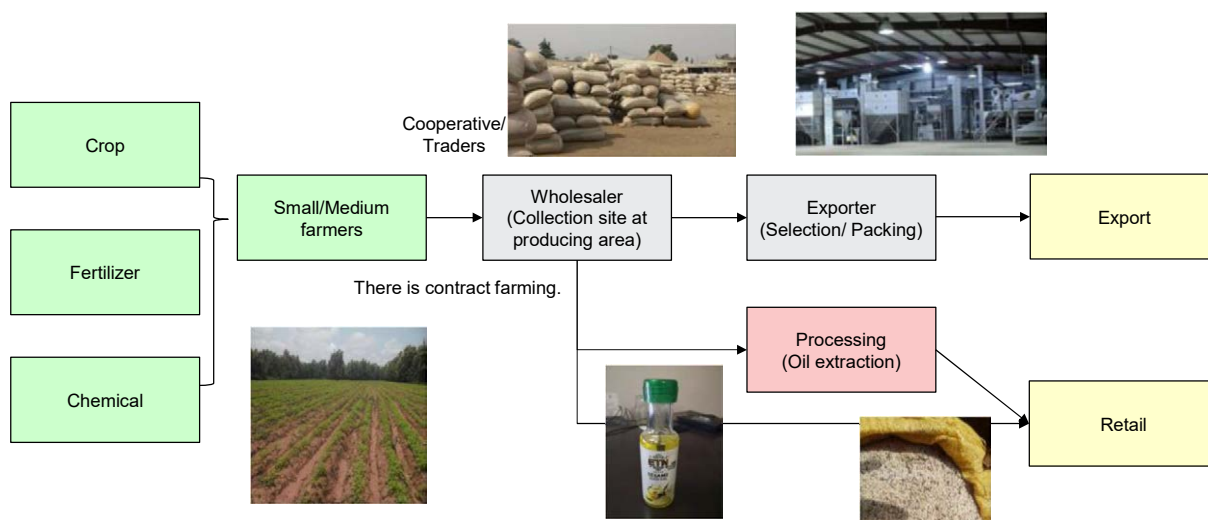 Crop
Fertilizer
Chemical
Small/Medium
farmers
Cooperative/
Traders
Wholesaler
(Collection site at
producing area)
There is contract farming.
Exporter
(Selection/ Packing)
Export
Processing
(Oil extraction)
Retail
SESAME